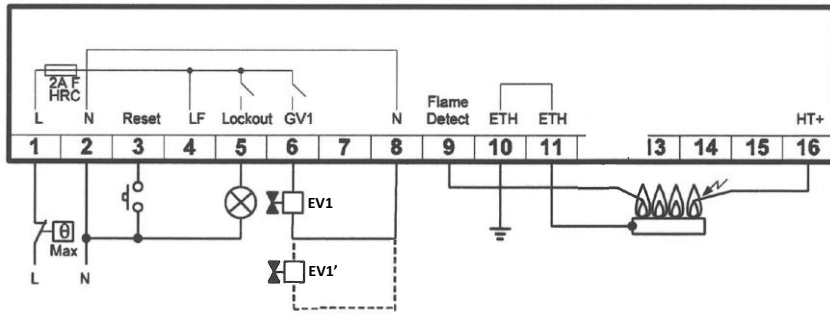 2A F
HRC
L N Reset LF Lockout GV1 N Flame
Detect ETH ETH HT+
1 2 3 4 5 6 7 8 9 10 11 13 14 15 16
θ
Max
EV1
EV1’
L N